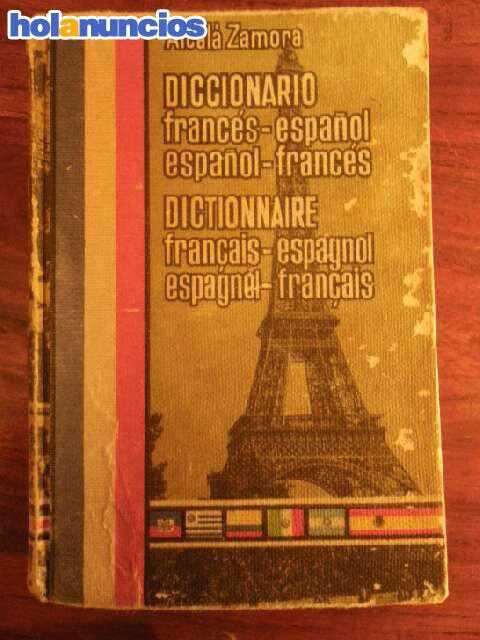 holanuncios
Alcalá Zamora
DICCIONARIO
francés-español
español-francés
DICTIONNAIRE
français-espagnol
espagnol-français